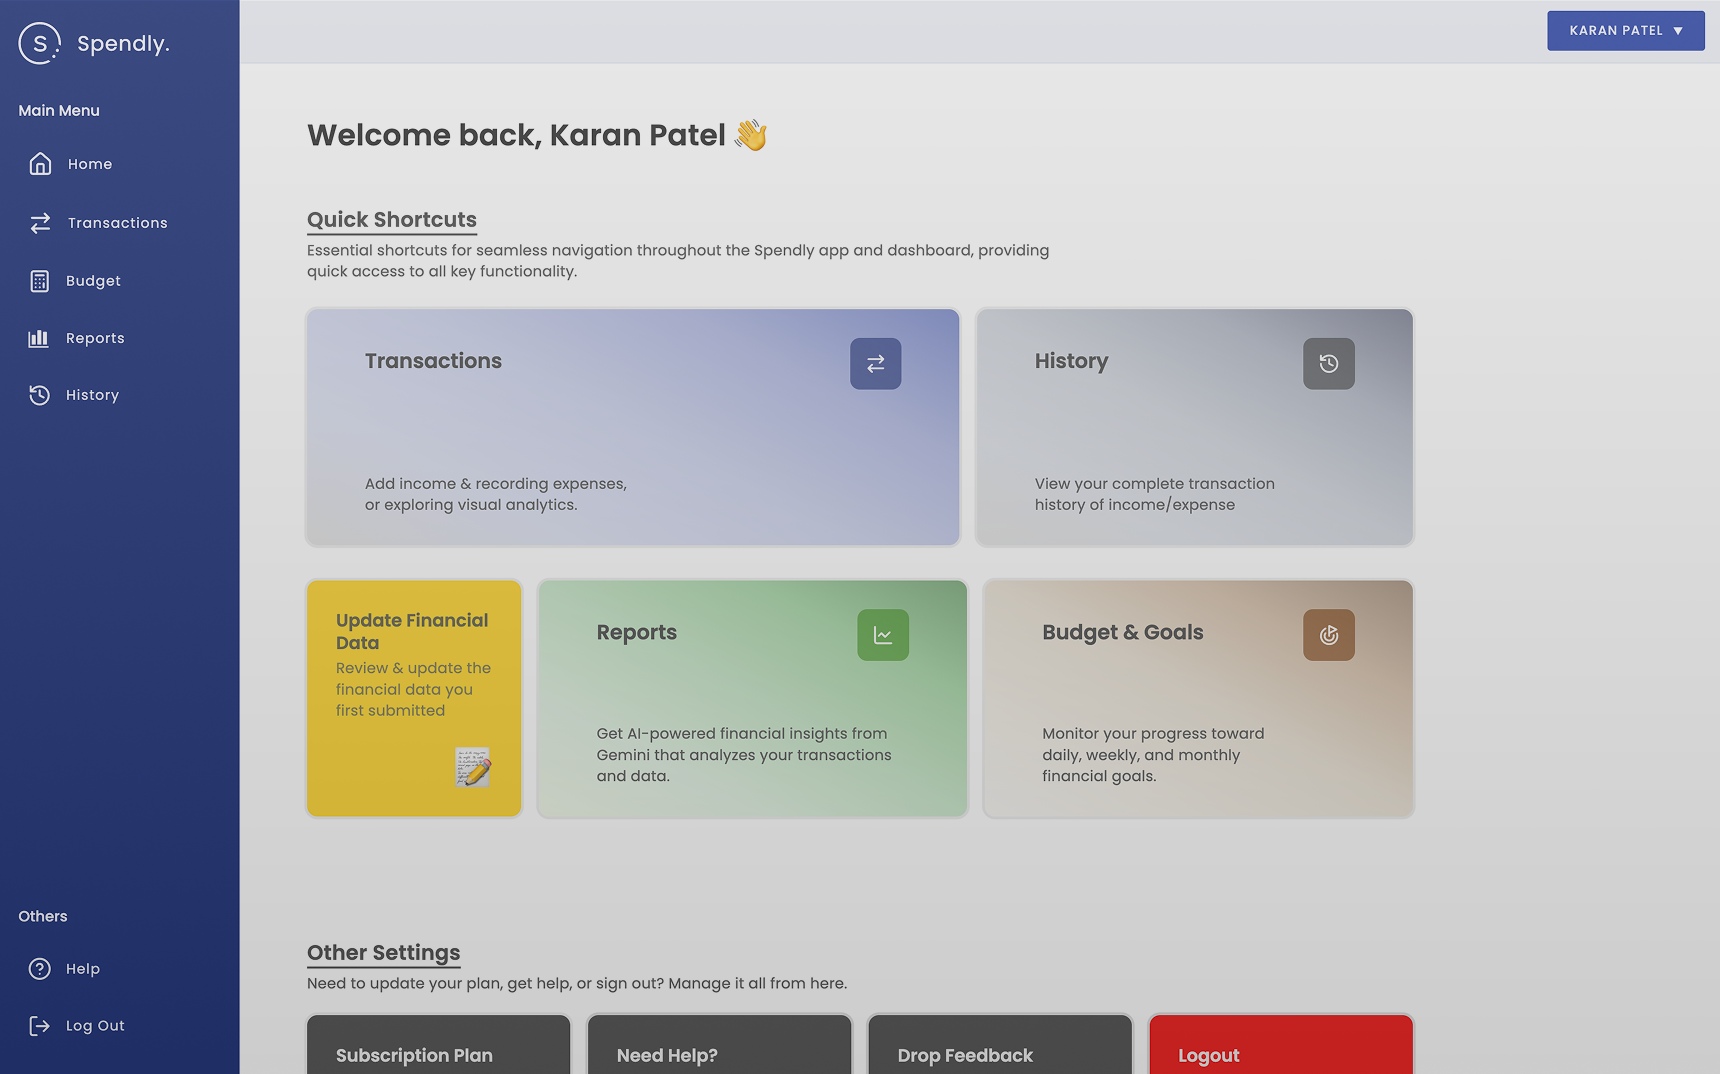 S
Spendly.
KARAN PATEL ▼
Main Menu
Home
Transactions
Budget
Reports
History
Others
Help
Log Out
Welcome back, Karan Patel 👋
Quick Shortcuts
Essential shortcuts for seamless navigation throughout the Spendly app and dashboard, providing
quick access to all key functionality.
Transactions
Add income & recording expenses,
or exploring visual analytics.
History
View your complete transaction
history of income/expense
Update Financial
Data
Review & update the
financial data you
first submitted
Reports
Get AI-powered financial insights from
Gemini that analyzes your transactions
and data.
Budget & Goals
Monitor your progress toward
daily, weekly, and monthly
financial goals.
Other Settings
Need to update your plan, get help, or sign out? Manage it all from here.
Subscription Plan
Need Help?
Drop Feedback
Logout